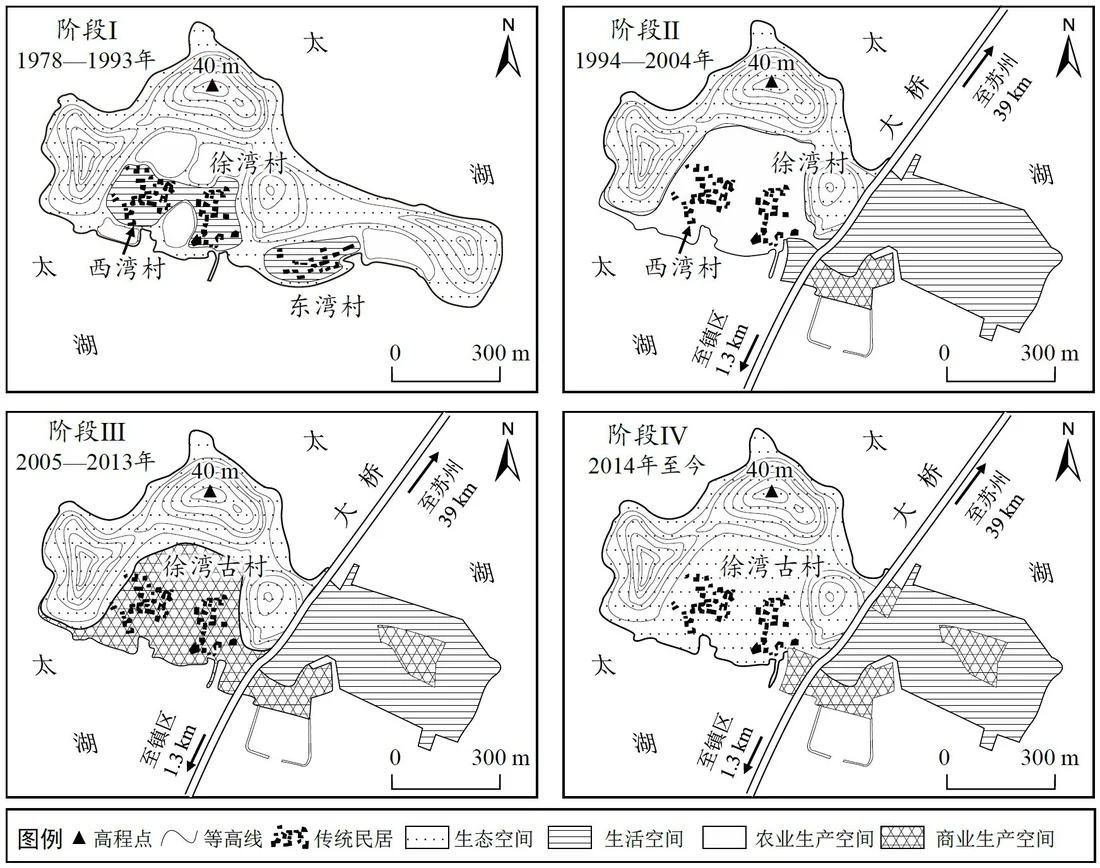 阶段I
1978—1993年
太
N
40 m
徐湾村
湖
太
西湾村
东湾村
湖
0 300 m
阶段II
1994—2004年
太
N
40 m
大桥
至苏州
39 km
徐湾村
湖
太
西湾村
湖
至镇区
1.3 km
0 300 m
阶段III
2005—2013年
太
N
40 m
大桥
至苏州
39 km
徐湾古村
湖
太
湖
至镇区
1.3 km
0 300 m
阶段IV
2014年至今
太
N
40 m
大桥
至苏州
39 km
徐湾古村
湖
太
湖
至镇区
1.3 km
0 300 m
图例 高程点 等高线 传统民居 生态空间 生活空间 农业生产空间 商业生产空间